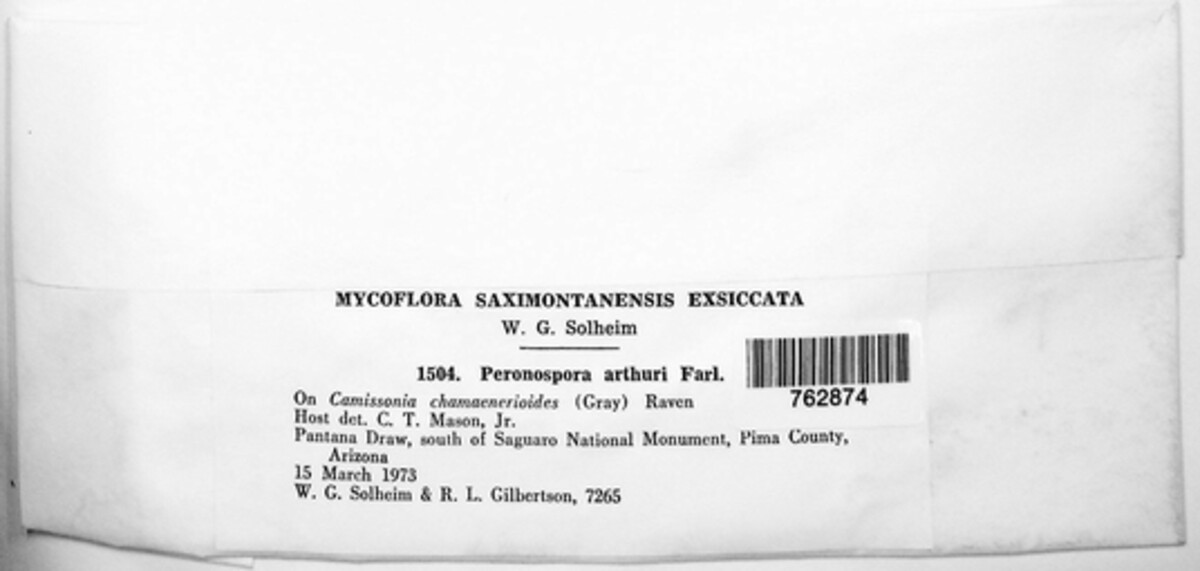 MYCOFLORA SAXIMONTANENSIS EXSICCATA
W. G. Solheim
1504. Peronospora arthuri Farl.
762874
On Camissonia chamaenerioides (Gray) Raven
Host det. C. T. Mason, Jr.
Pantana Draw, south of Saguaro National Monument, Pima County,
Arizona
15 March 1973
W. G. Solheim & R. L. Gilbertson, 7265